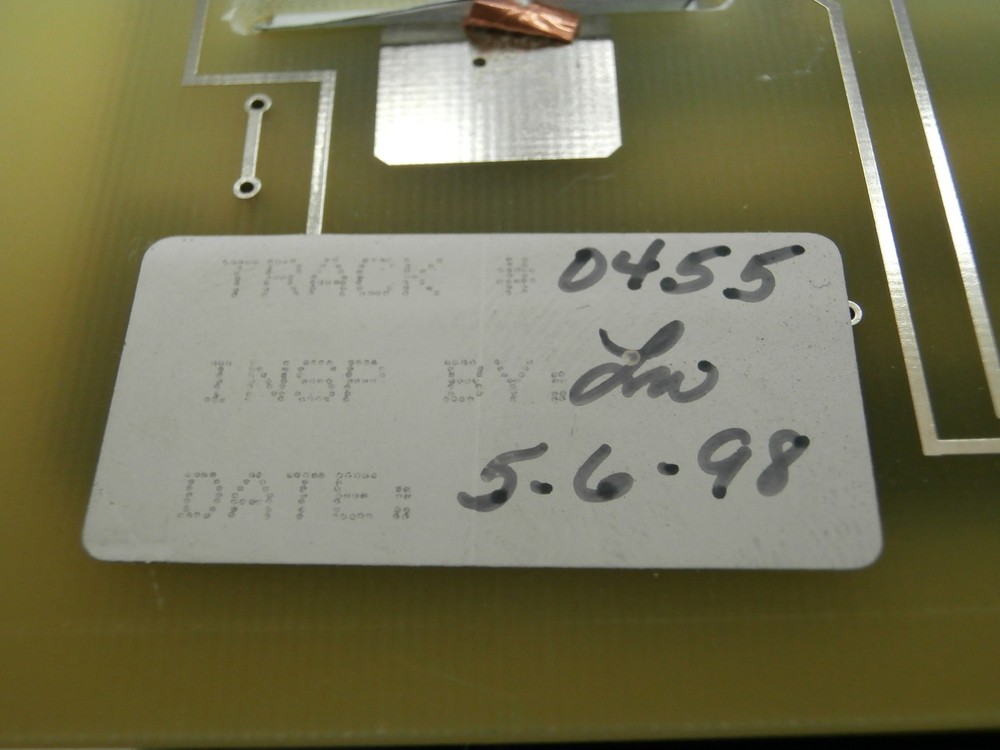 TRACK # 0455
INSP BY: Lw
DATE: 5-6-98